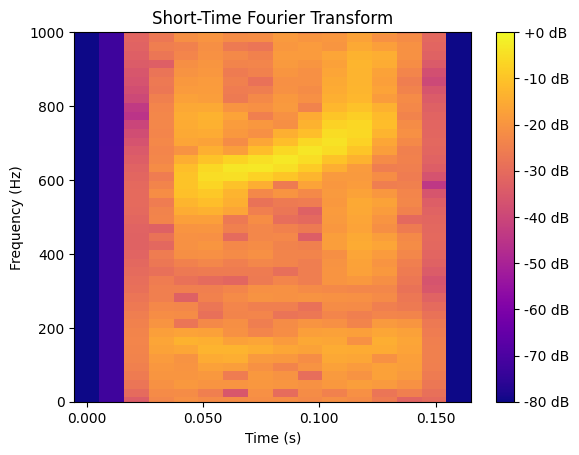 Short-Time Fourier Transform
1000
800
600
400
200
0
Frequency (Hz)
0.000 0.050 0.100 0.150
Time (s)
+0 dB
-10 dB
-20 dB
-30 dB
-40 dB
-50 dB
-60 dB
-70 dB
-80 dB